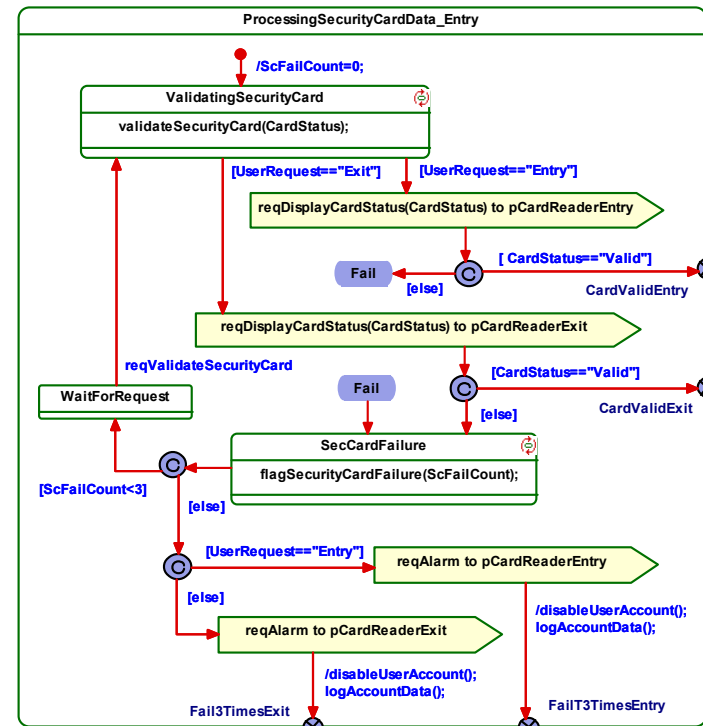 ProcessingSecurityCardData_Entry
/ScFailCount=0;
ValidatingSecurityCard
validateSecurityCard(CardStatus);
[UserRequest=="Exit"]
[UserRequest=="Entry"]
reqDisplayCardStatus(CardStatus) to pCardReaderEntry
Fail
C
[ CardStatus=="Valid"]
[else]
CardValidEntry
reqDisplayCardStatus(CardStatus) to pCardReaderExit
reqValidateSecurityCard
[CardStatus=="Valid"]
Fail
C
WaitForRequest
[else]
CardValidExit
SecCardFailure
C
flagSecurityCardFailure(ScFailCount);
[ScFailCount<3]
[else]
[UserRequest=="Entry"]
C
reqAlarm to pCardReaderEntry
[else]
/disableUserAccount();
logAccountData();
reqAlarm to pCardReaderExit
/disableUserAccount();
logAccountData();
Fail3TimesExit
FailT3TimesEntry